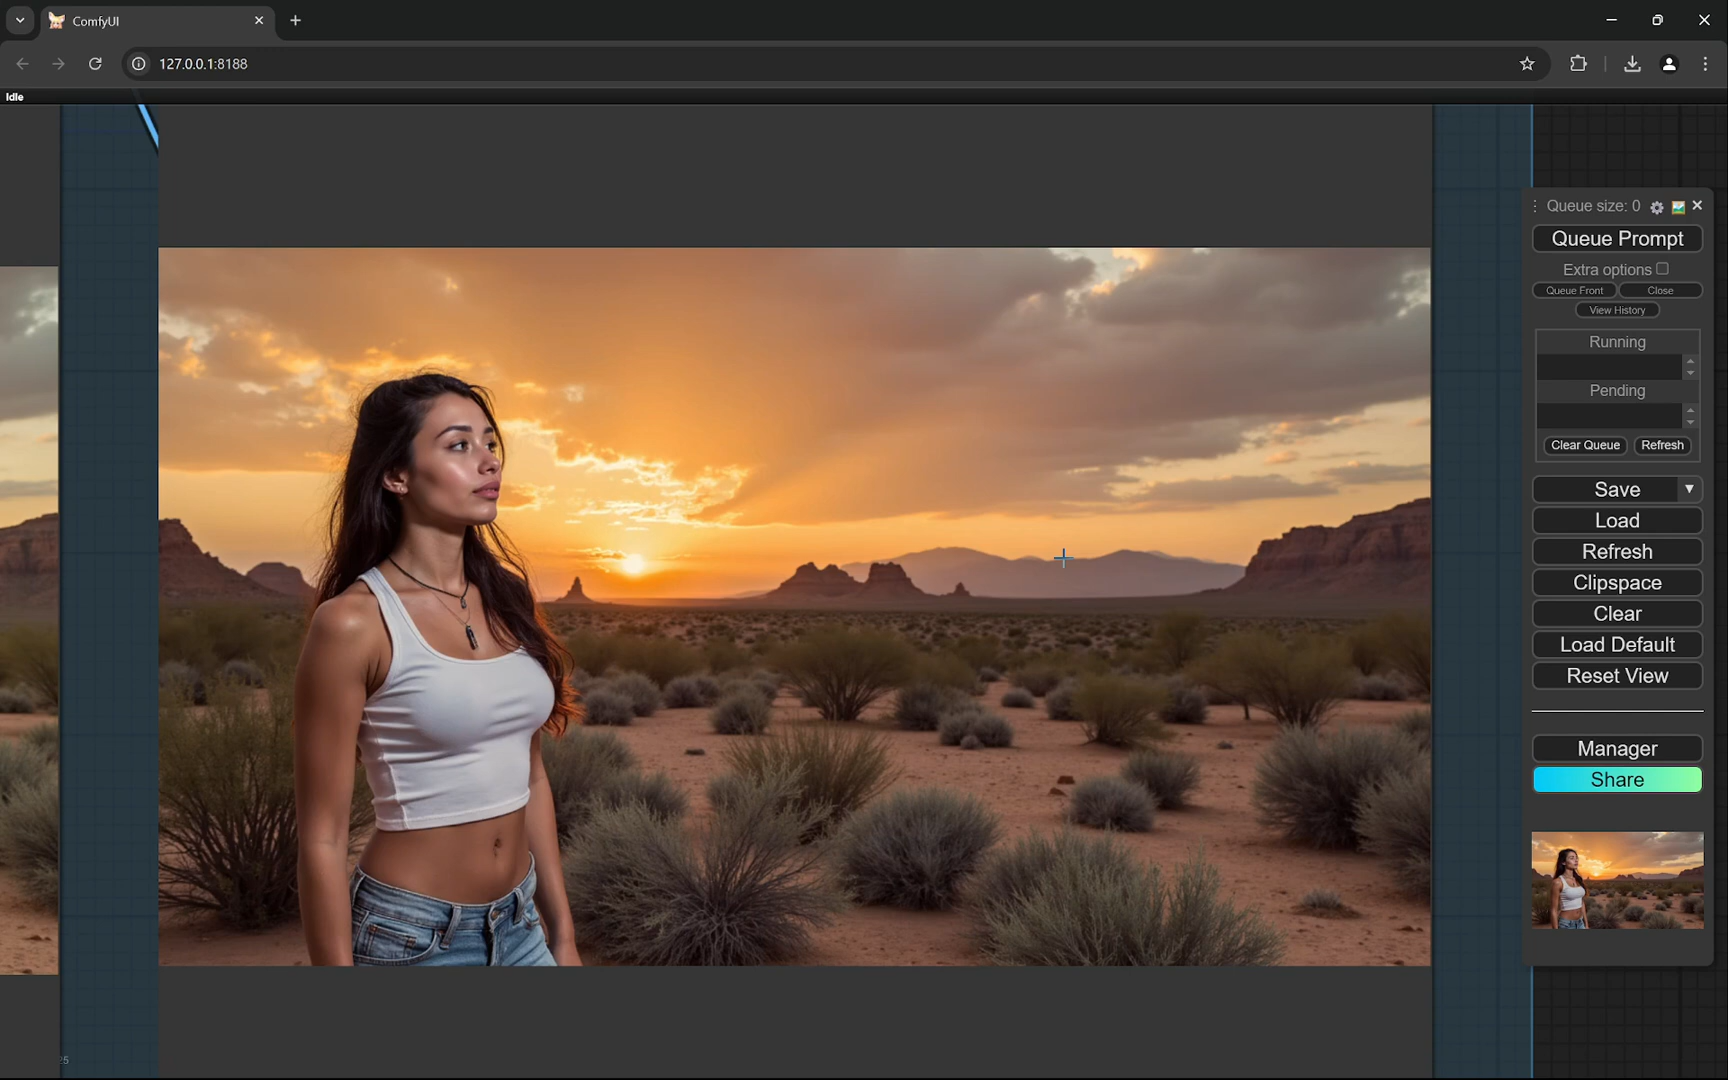 ComfyUI
127.0.0.1:8188
Idle
Queue size: 0
Queue Prompt
Extra options
Queue Front
Close
View History
Running
Pending
Clear Queue
Refresh
Save
Load
Refresh
Clipspace
Clear
Load Default
Reset View
Manager
Share
25